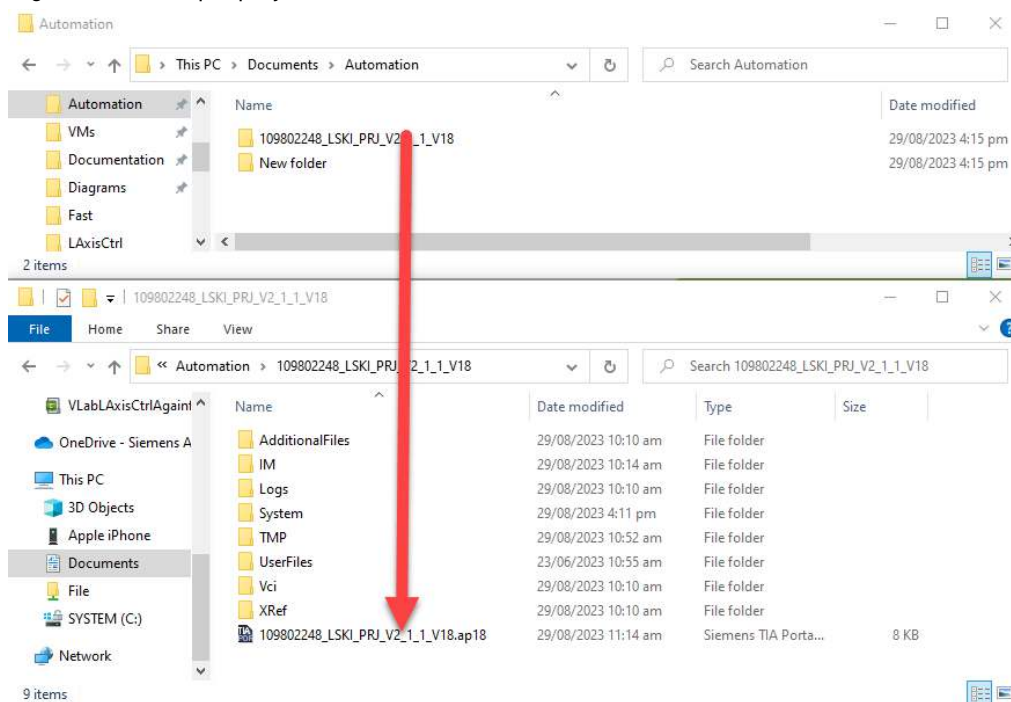 Automation
This PC > Documents > Automation
Search Automation
Automation
VMs
Documentation
Diagrams
Fast
LAxisCtrl
Name
Date modified
109802248_LSKI_PRJ_V2_1_1_V18
29/08/2023 4:15 pm
New folder
29/08/2023 4:15 pm
2 items
109802248_LSKI_PRJ_V2_1_1_V18
File Home Share View
« Automation > 109802248_LSKI_PRJ_V2_1_1_V18
Search 109802248_LSKI_PRJ_V2_1_1_V18
VLabLAxisCtrlAgainf
OneDrive - Siemens A
This PC
3D Objects
Apple iPhone
Documents
File
SYSTEM (C:)
Network
Name Date modified Type Size
AdditionalFiles 29/08/2023 10:10 am File folder
IM 29/08/2023 10:14 am File folder
Logs 29/08/2023 10:10 am File folder
System 29/08/2023 4:11 pm File folder
TMP 29/08/2023 10:52 am File folder
UserFiles 23/06/2023 10:55 am File folder
Vci 29/08/2023 10:10 am File folder
XRef 29/08/2023 10:10 am File folder
109802248_LSKI_PRJ_V2_1_1_V18.ap18 29/08/2023 11:14 am Siemens TIA Porta... 8 KB
9 items